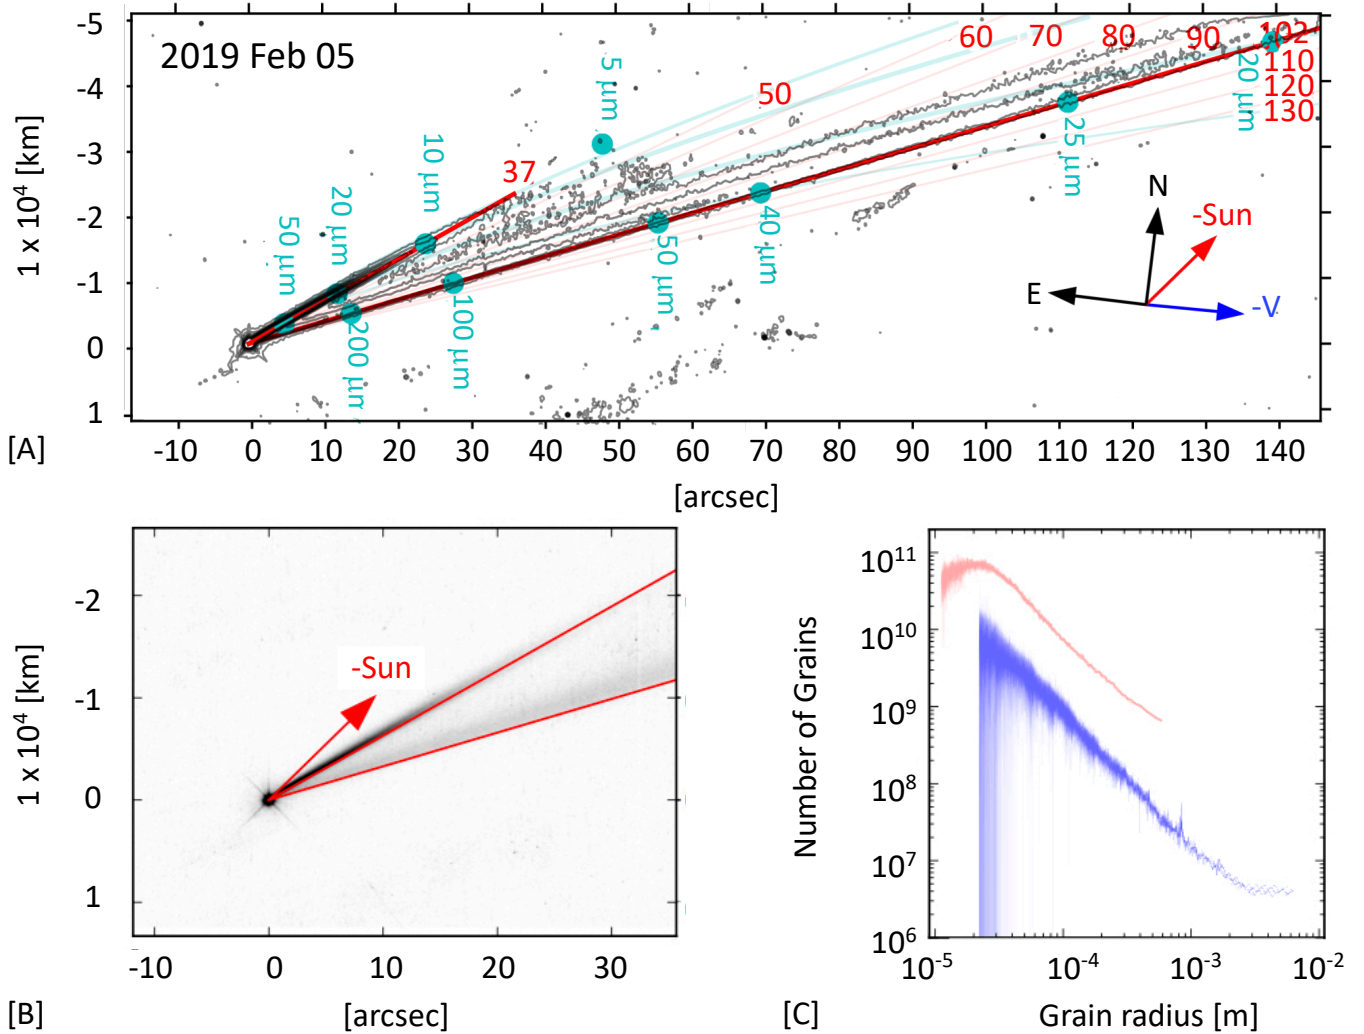 2019 Feb 05
1 x 10⁴ [km]
-5
-4
-3
-2
-1
0
1
60 70 80 90 102
110
120
130
50
37
5 µm
10 µm
20 µm
50 µm
200 µm
100 µm
50 µm
40 µm
25 µm
20 µm
N
-Sun
E
-V
-10 0 10 20 30 40 50 60 70 80 90 100 110 120 130 140
[arcsec]
[A]
1 x 10⁴ [km]
-2
-1
0
1
-Sun
-10 0 10 20 30
[arcsec]
[B]
Number of Grains
10¹¹
10¹⁰
10⁹
10⁸
10⁷
10⁶
10⁻⁵ 10⁻⁴ 10⁻³ 10⁻²
Grain radius [m]
[C]